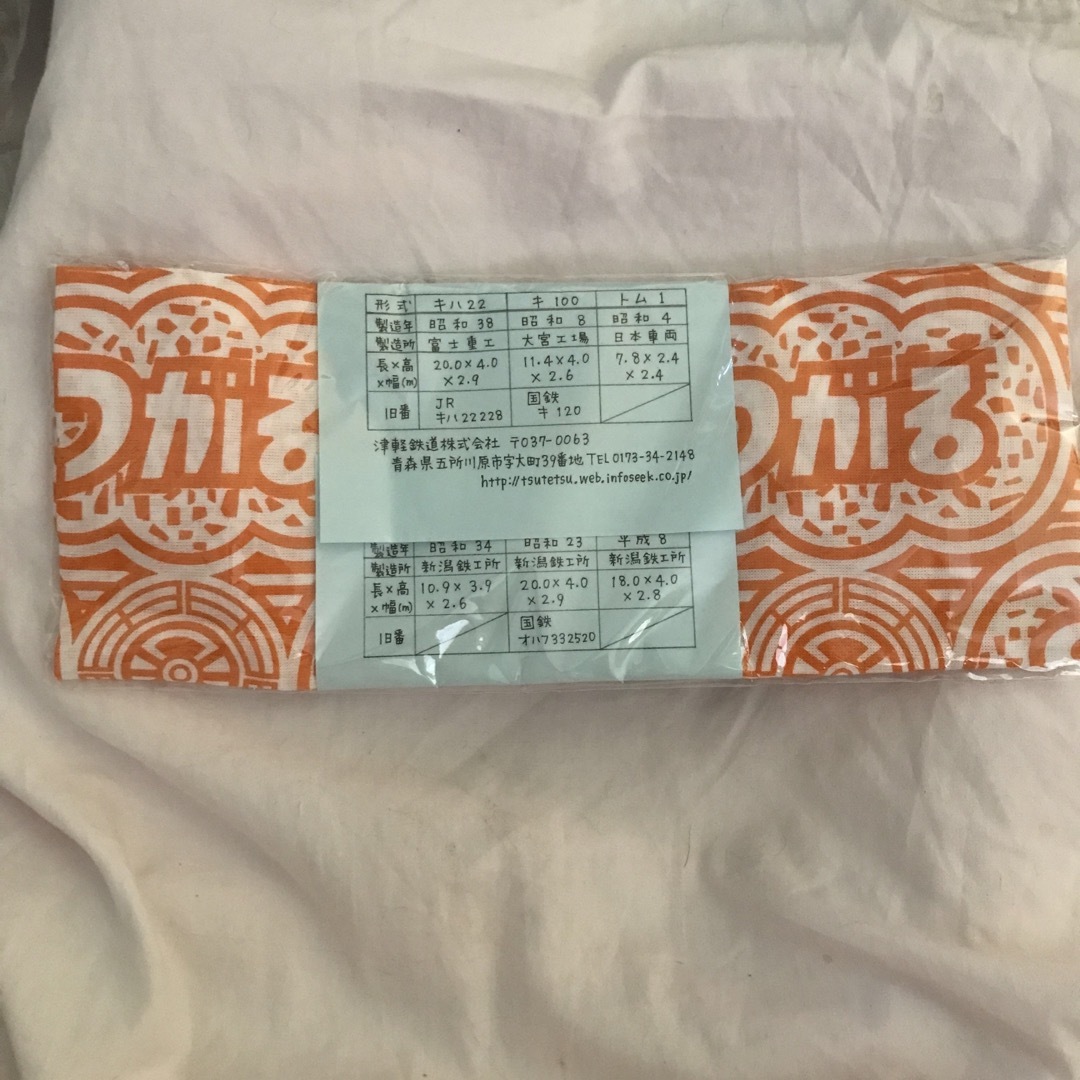 形式 キハ22 キ100 トム1
製造年 昭和38 昭和8 昭和4
製造所 富士重工 大宮工場 日本車両
長×高×幅(m) 20.0×4.0×2.9 11.4×4.0×2.6 7.8×2.4×2.4
旧番 JRキハ22228 国鉄キ120
津軽鉄道株式会社 〒037-0063
青森県五所川原市字大町39番地 TEL0173-34-2148
http://tsutetsu.web.infoseek.co.jp/
製造年 昭和34 昭和23 平成8
製造所 新潟鉄工所 新潟鉄工所 新潟鉄工所
長×高×幅(m) 10.9×3.9×2.6 20.0×4.0×2.9 18.0×4.0×2.8
旧番 国鉄オハフ332520
つがる
つがる